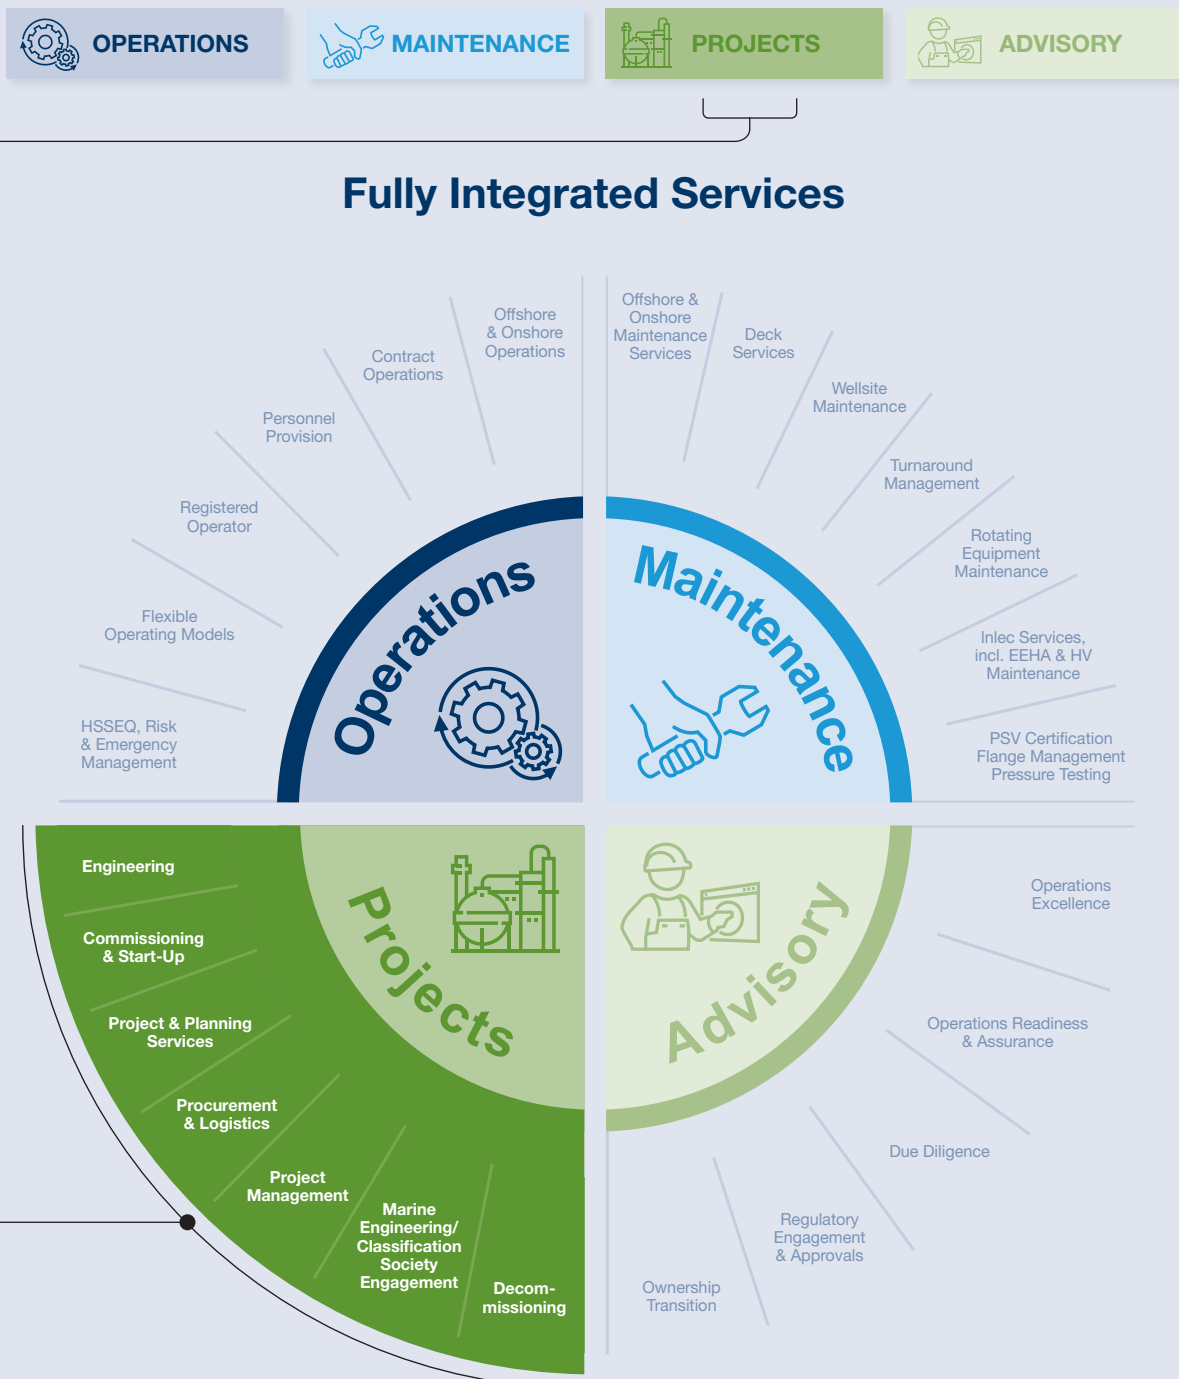 OPERATIONS
MAINTENANCE
PROJECTS
ADVISORY
Fully Integrated Services
Offshore
& Onshore
Operations
Contract
Operations
Personnel
Provision
Registered
Operator
Flexible
Operating Models
HSSEQ, Risk
& Emergency
Management
Operations
Offshore &
Onshore
Maintenance
Services
Deck
Services
Wellsite
Maintenance
Turnaround
Management
Rotating
Equipment
Maintenance
Inlec Services,
incl. EEHA & HV
Maintenance
PSV Certification
Flange Management
Pressure Testing
Maintenance
Engineering
Commissioning
& Start-Up
Project & Planning
Services
Procurement
& Logistics
Project
Management
Marine
Engineering/
Classification
Society
Engagement
Decom-
missioning
Projects
Advisory
Operations
Excellence
Operations Readiness
& Assurance
Due Diligence
Regulatory
Engagement
& Approvals
Ownership
Transition